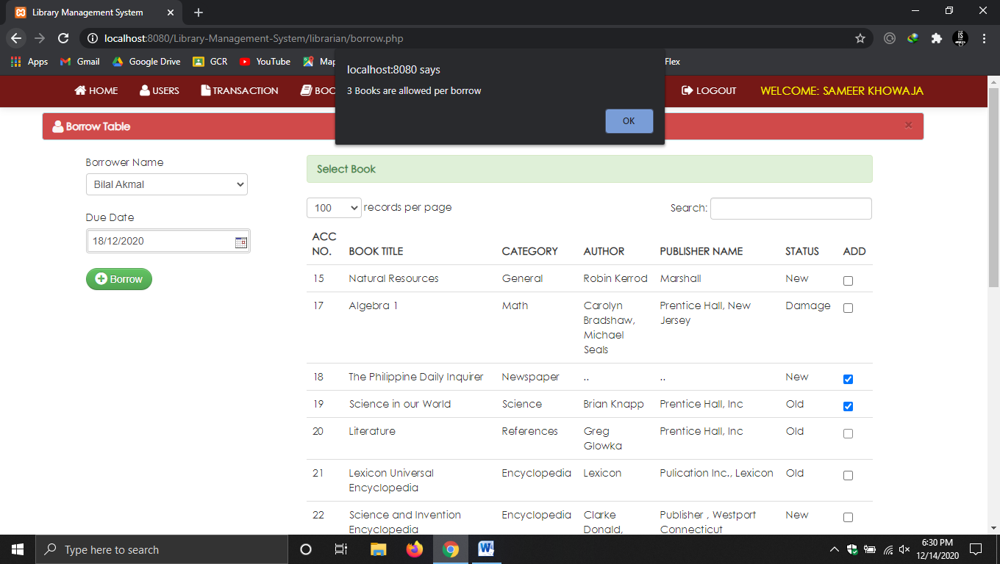 Library Management System
localhost:8080/Library-Management-System/librarian/borrow.php
Apps Gmail Google Drive GCR YouTube Flex
localhost:8080 says
3 Books are allowed per borrow
OK
HOME USERS TRANSACTION LOGOUT WELCOME: SAMEER KHOWAJA
Borrow Table ×
Borrower Name
Bilal Akmal
Due Date
18/12/2020
Borrow
Select Book
100 records per page Search:
ACC NO. BOOK TITLE CATEGORY AUTHOR PUBLISHER NAME STATUS ADD
15 Natural Resources General Robin Kerrod Marshall New
17 Algebra 1 Math Carolyn Prentice Hall, New Damage
Bradshaw, Jersey
Michael
Seals
18 The Philippine Daily Inquirer Newspaper .. .. New
19 Science in our World Science Brian Knapp Prentice Hall, Inc Old
20 Literature References Greg Prentice Hall, Inc Old
Glowka
21 Lexicon Universal Encyclopedia Lexicon Pulication Inc., Lexicon Old
Encyclopedia
22 Science and Invention Encyclopedia Clarke Publisher , Westport New
Encyclopedia Donald, Connecticut
Type here to search
6:30 PM
12/14/2020